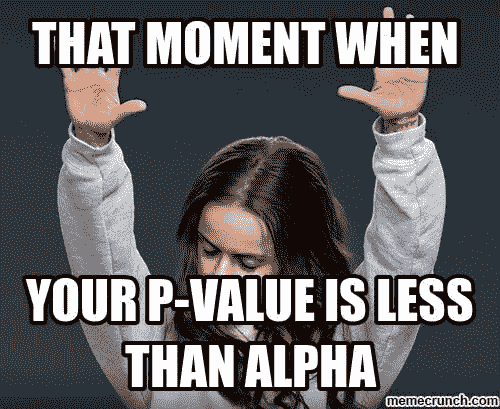 THAT MOMENT WHEN
YOUR P-VALUE IS LESS
THAN ALPHA
memecrunch.com